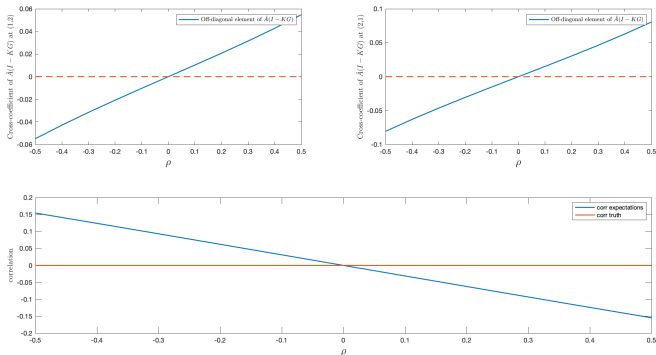 Off-diagonal element of Â(I − KG)
Cross-coefficient of Â(I − KG) at (1,2)
0.06
0.04
0.02
0
-0.02
-0.04
-0.06
-0.5 -0.4 -0.3 -0.2 -0.1 0 0.1 0.2 0.3 0.4 0.5
ρ
Off-diagonal element of Â(I − KG)
Cross-coefficient of Â(I − KG) at (2,1)
0.1
0.05
0
-0.05
-0.1
-0.5 -0.4 -0.3 -0.2 -0.1 0 0.1 0.2 0.3 0.4 0.5
ρ
corr expectations
corr truth
correlation
0.2
0.15
0.1
0.05
0
-0.05
-0.1
-0.15
-0.2
-0.5 -0.4 -0.3 -0.2 -0.1 0 0.1 0.2 0.3 0.4 0.5
ρ